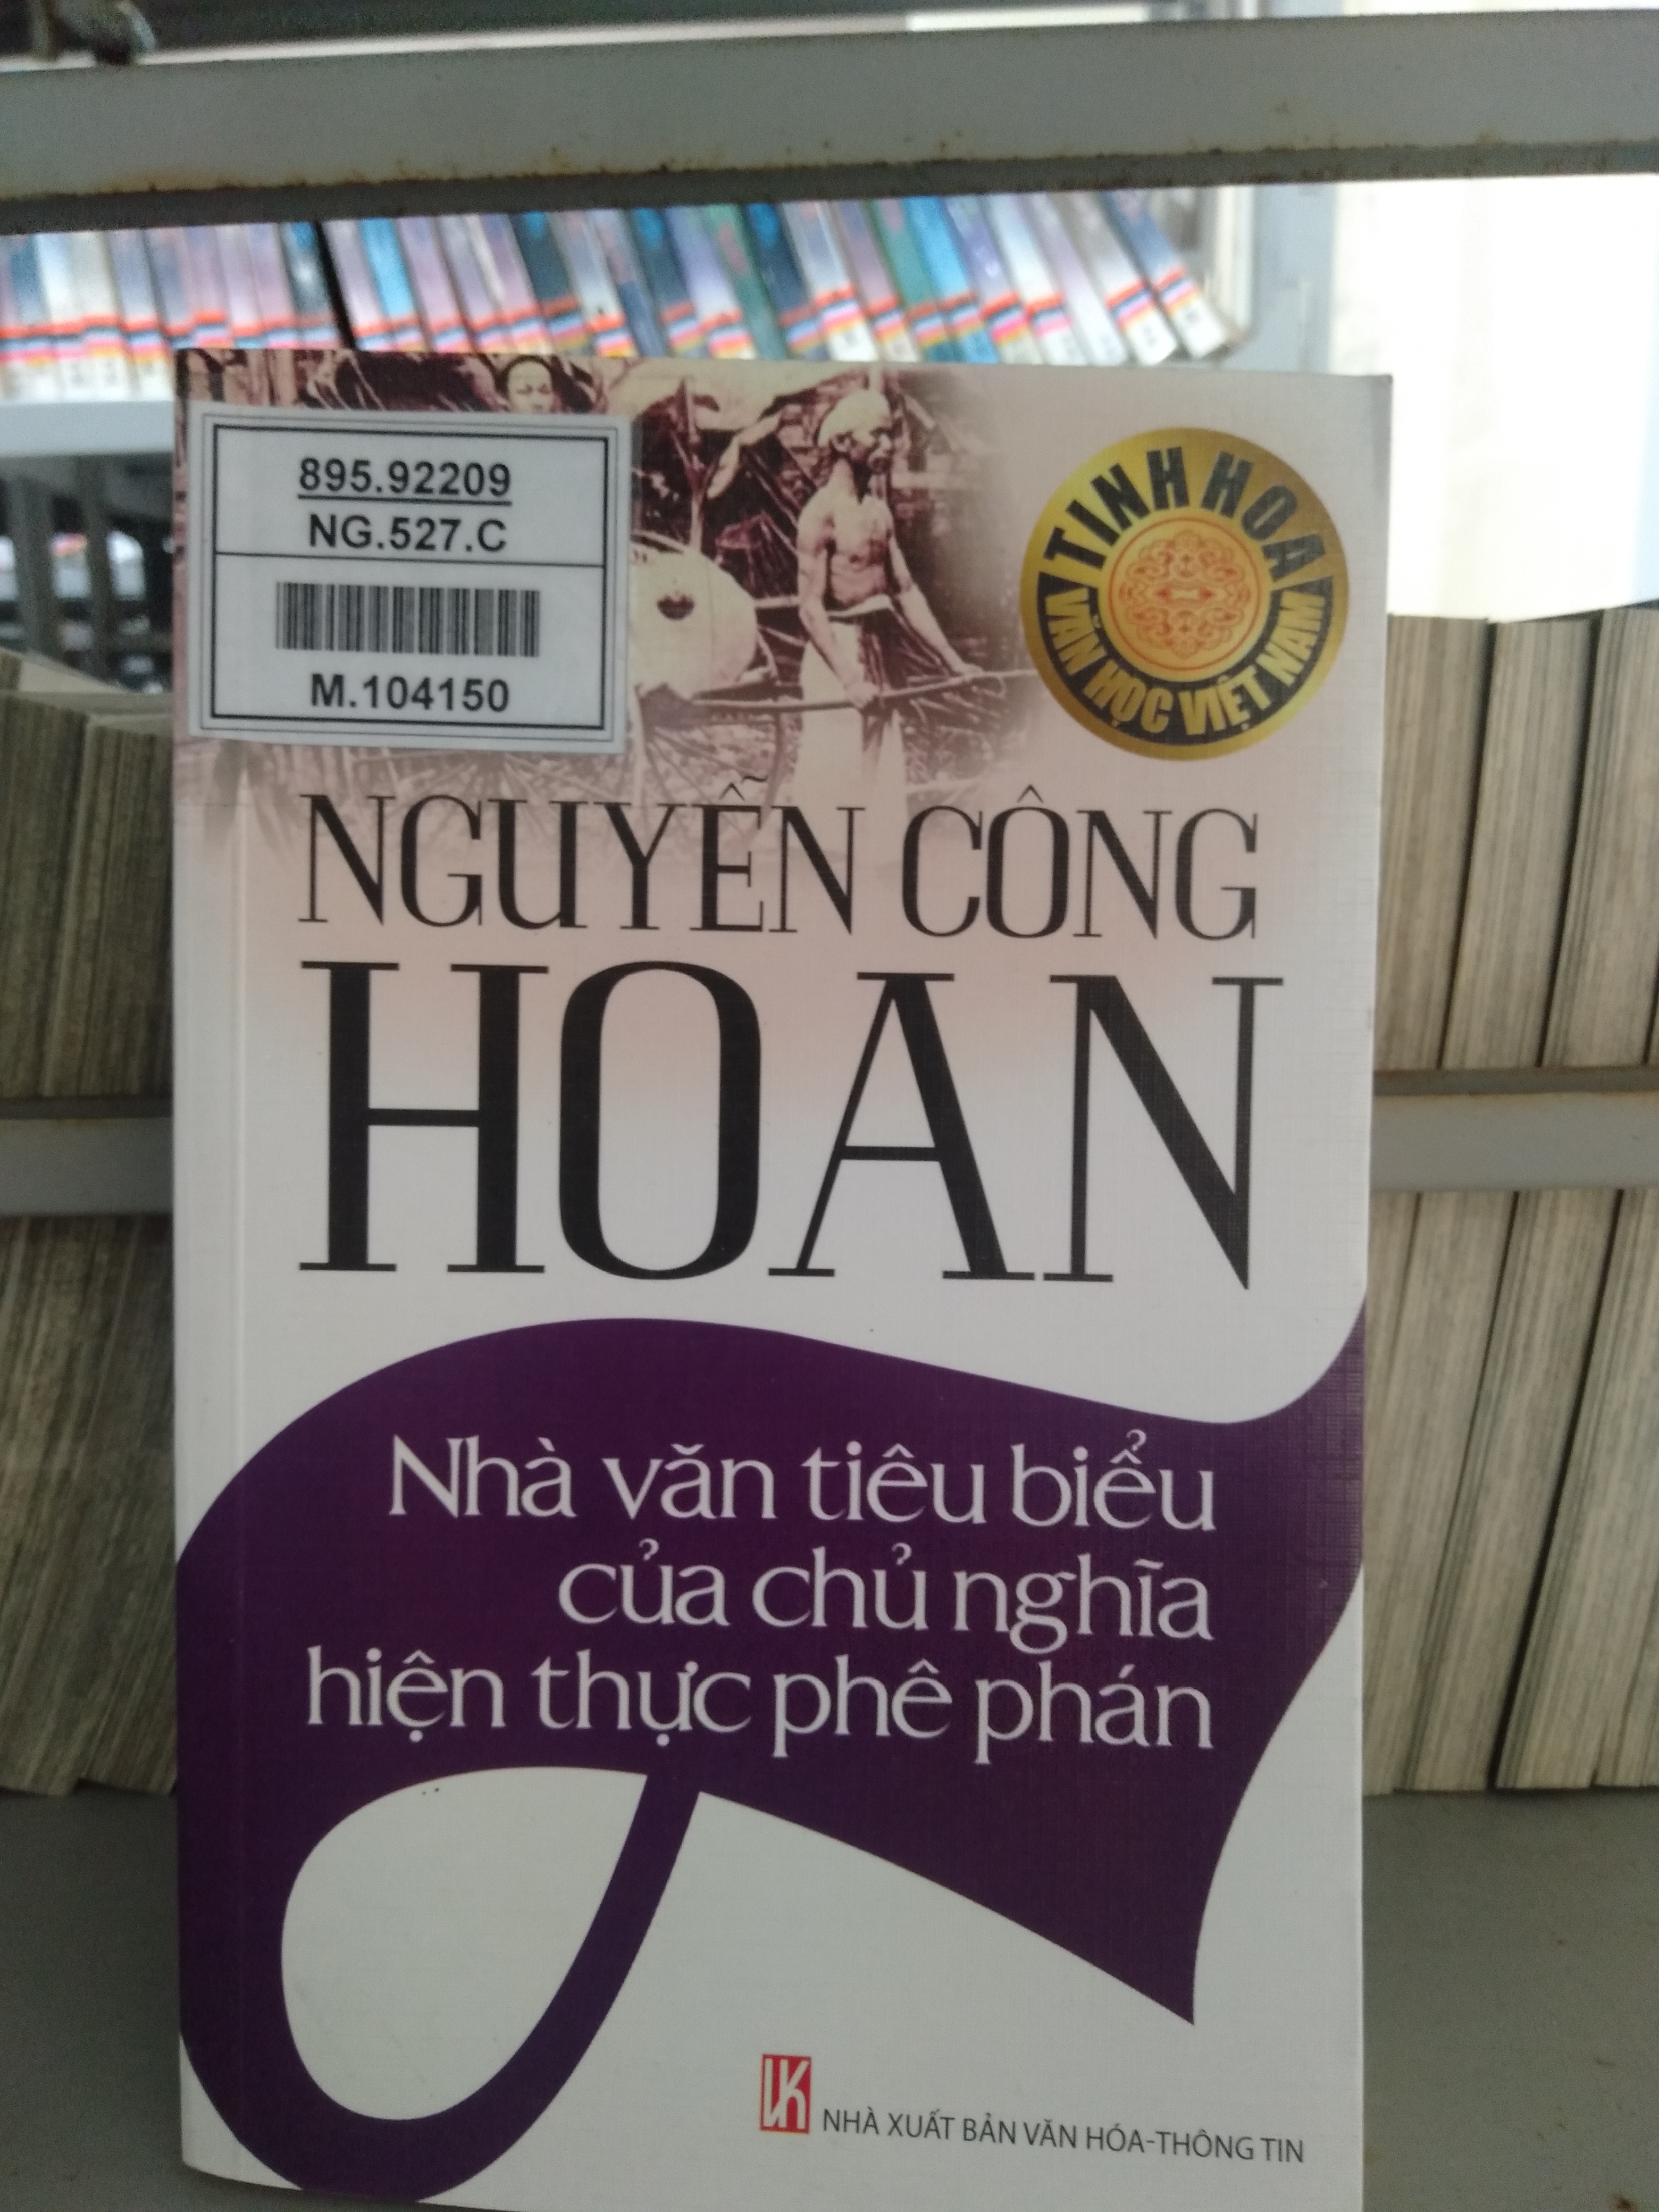 895.92209
NG.527.C
M.104150
TINH HOA
VĂN HỌC VIỆT NAM
NGUYỄN CÔNG
HOAN
Nhà văn tiêu biểu
của chủ nghĩa
hiện thực phê phán
NHÀ XUẤT BẢN VĂN HÓA-THÔNG TIN